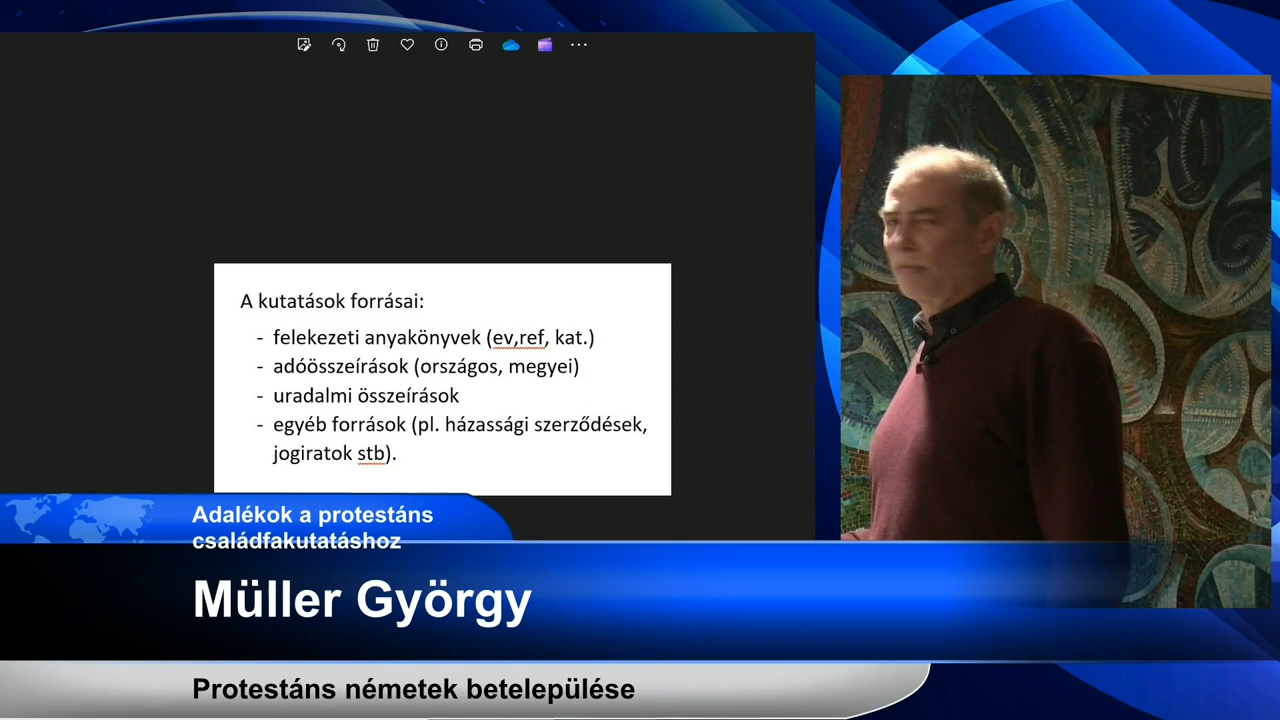 A kutatások forrásai:
- felekezeti anyakönyvek (ev,ref, kat.)
- adóösszeírások (országos, megyei)
- uradalmi összeírások
- egyéb források (pl. házassági szerződések,
jogiratok stb).
Adalékok a protestáns
családfakutatáshoz
Müller György
Protestáns németek betelepülése